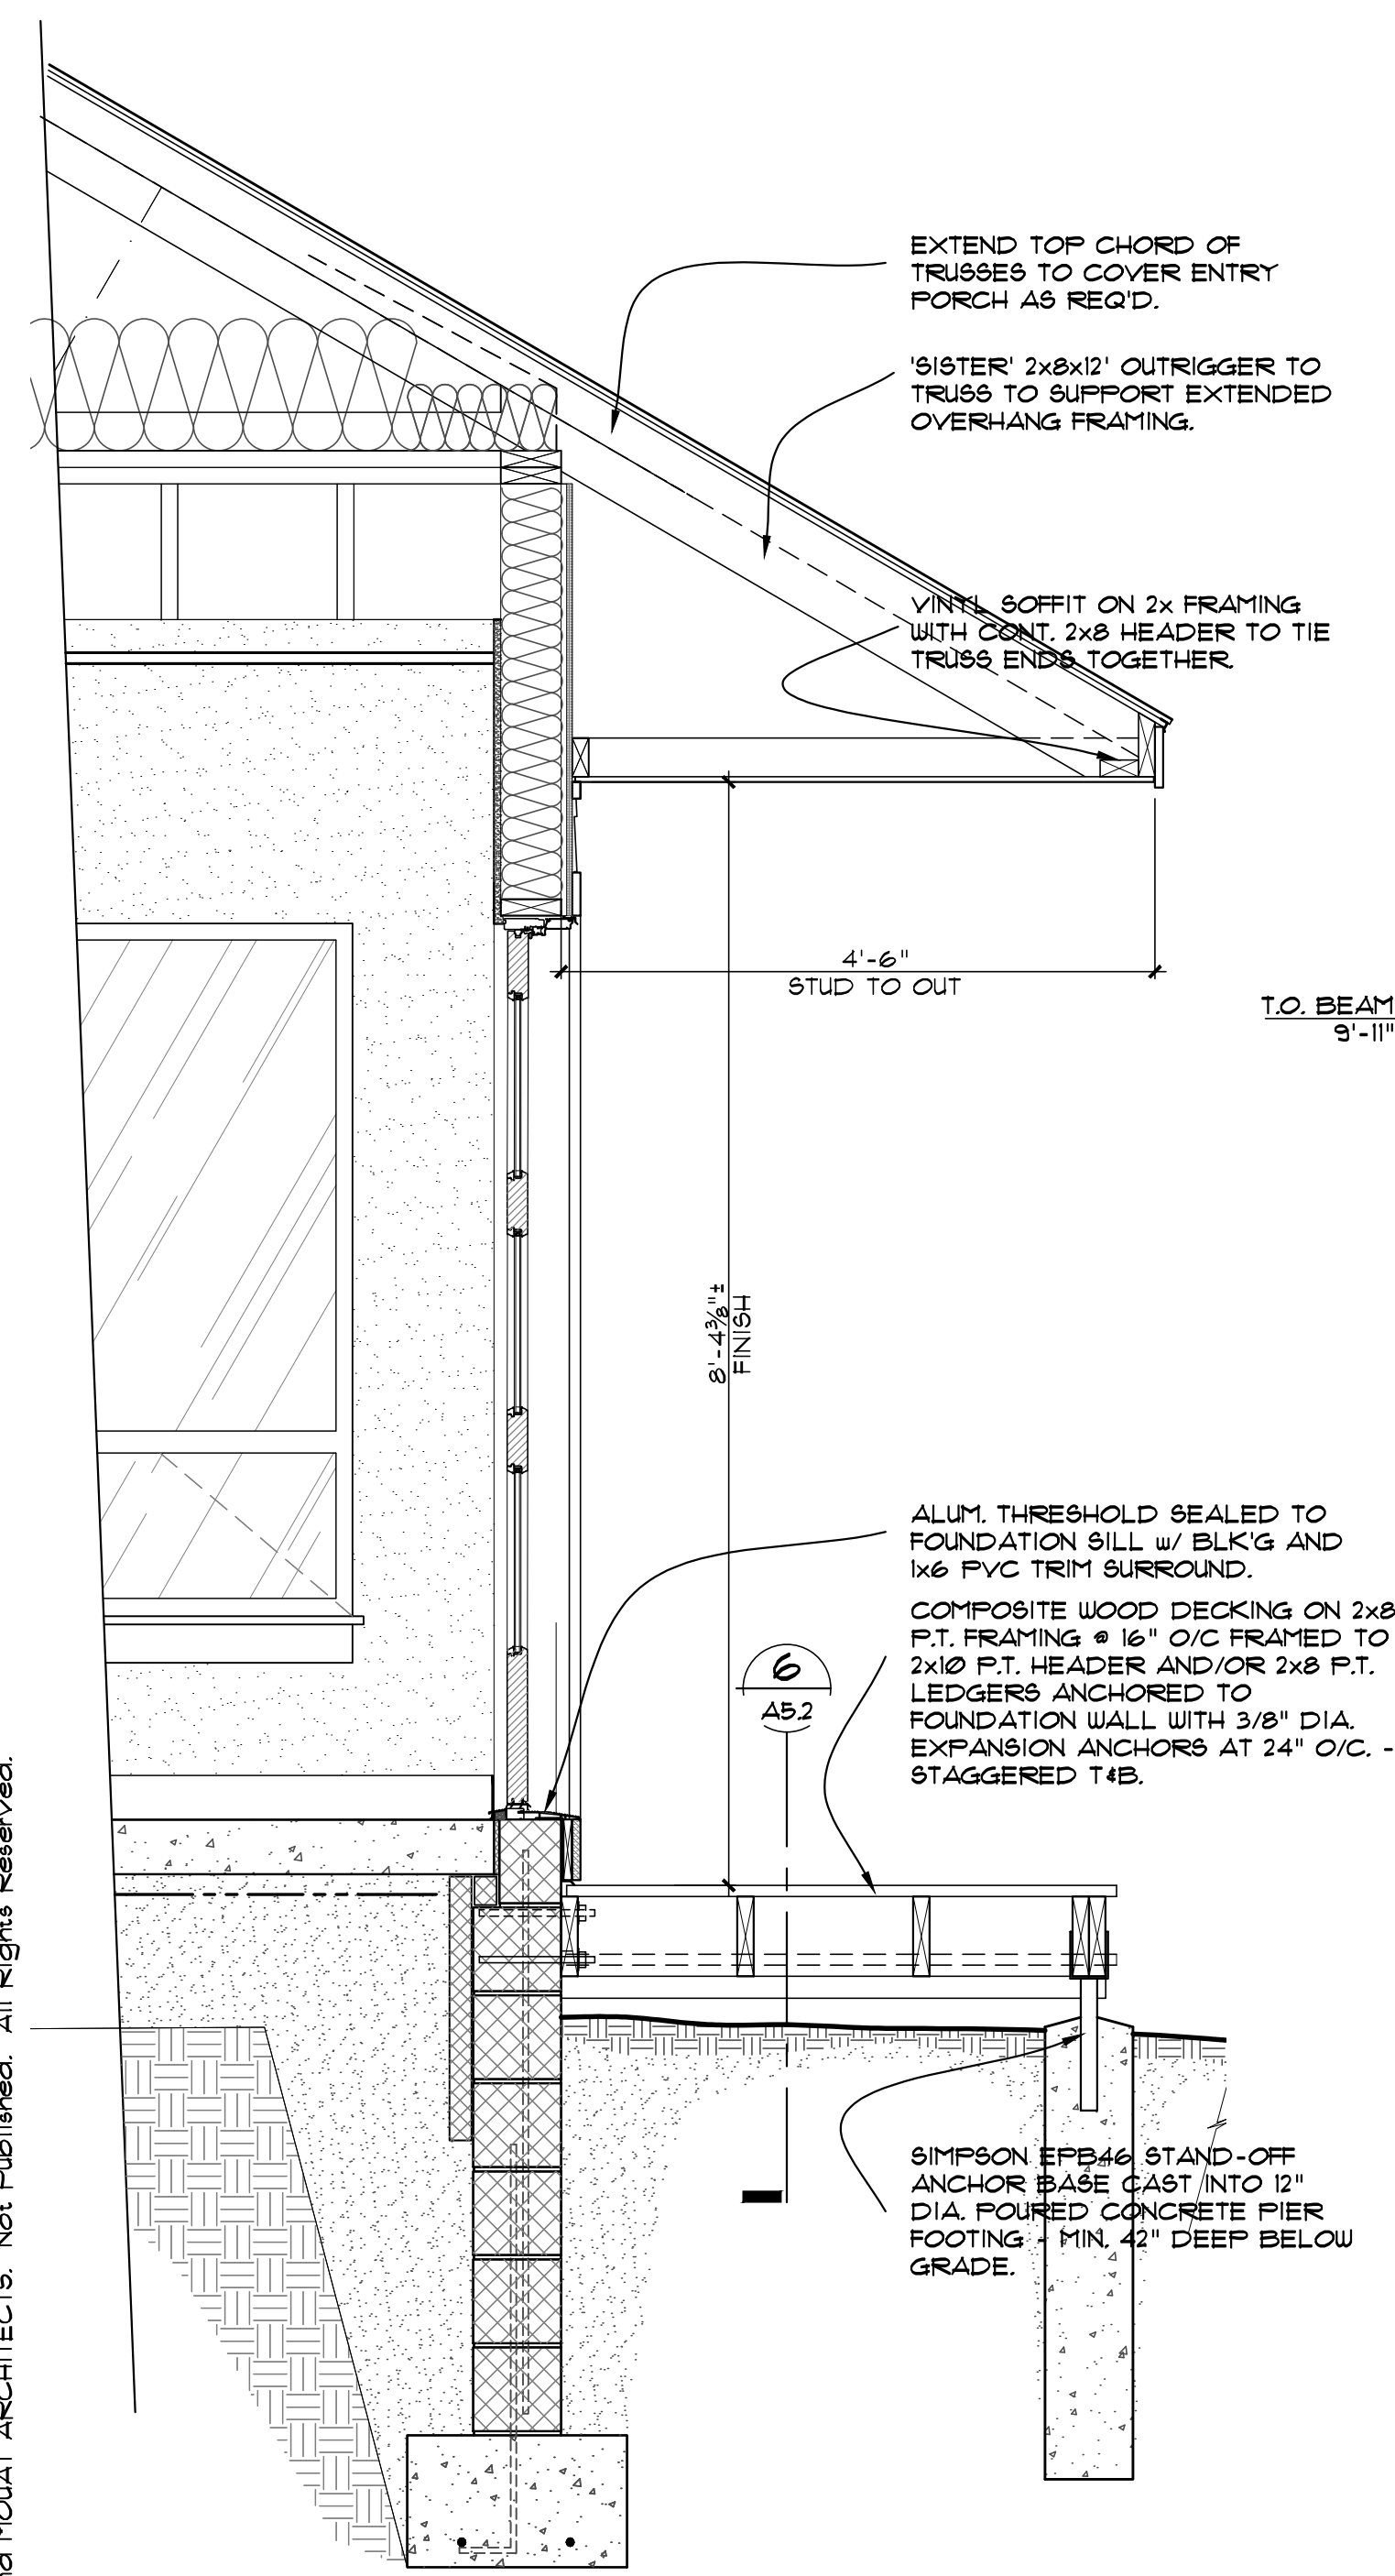 EXTEND TOP CHORD OF
TRUSSES TO COVER ENTRY
PORCH AS REQ'D.
'SISTER' 2x8x12' OUTRIGGER TO
TRUSS TO SUPPORT EXTENDED
OVERHANG FRAMING.
VINYL SOFFIT ON 2x FRAMING
WITH CONT. 2x8 HEADER TO TIE
TRUSS ENDS TOGETHER.
4'-6"
STUD TO OUT
T.O. BEAM
9'-11"
8'-4⅜"±
FINISH
ALUM. THRESHOLD SEALED TO
FOUNDATION SILL w/ BLK'G AND
1x6 PVC TRIM SURROUND.
COMPOSITE WOOD DECKING ON 2x8
P.T. FRAMING @ 16" O/C FRAMED TO
2x10 P.T. HEADER AND/OR 2x8 P.T.
LEDGERS ANCHORED TO
FOUNDATION WALL WITH 3/8" DIA.
EXPANSION ANCHORS AT 24" O/C. -
STAGGERED T&B.
6
A5.2
SIMPSON EPB46 STAND-OFF
ANCHOR BASE CAST INTO 12"
DIA. POURED CONCRETE PIER
FOOTING - MIN. 42" DEEP BELOW
GRADE.
MOUAT ARCHITECTS. Not Published. All Rights Reserved.